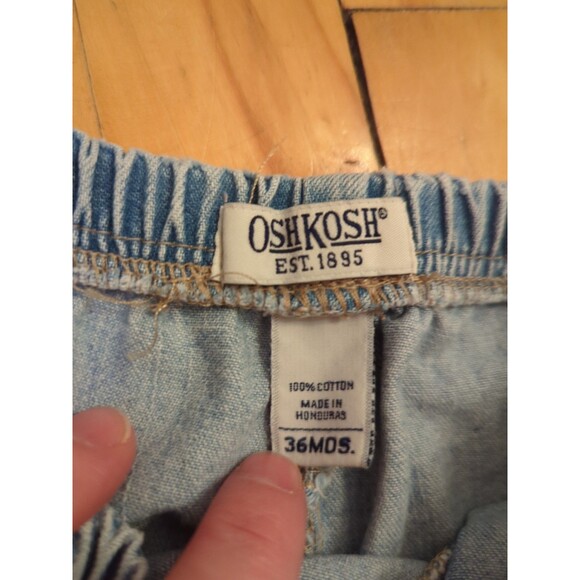 OSHKOSH®
EST. 1895
100% COTTON
MADE IN
HONDURAS
36MOS.